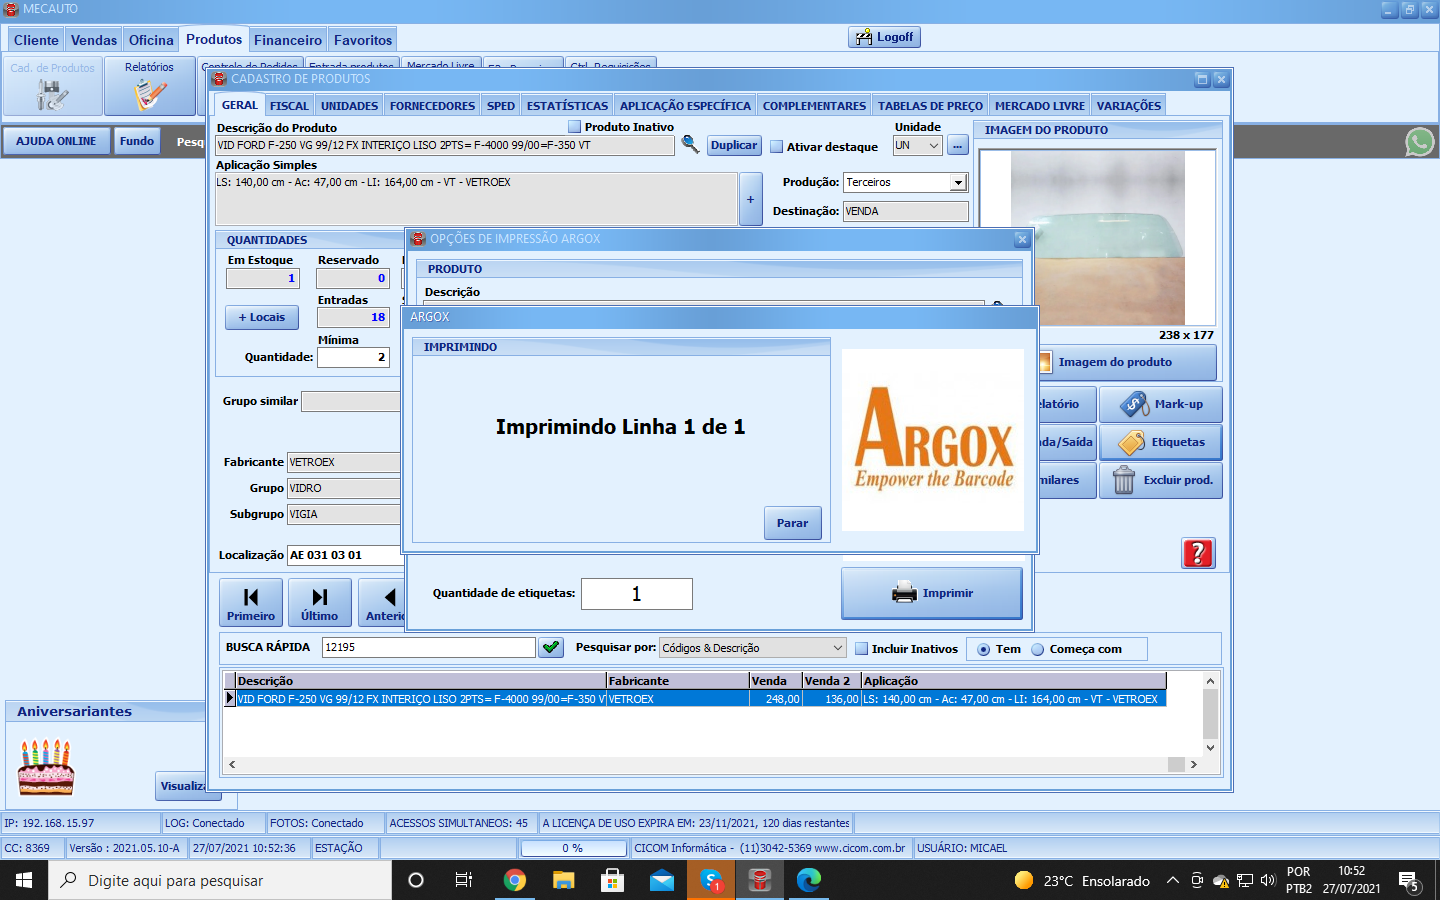 MECAUTO
Cliente Vendas Oficina Produtos Financeiro Favoritos
Logoff
Cad. de Produtos
Relatórios
Controle de Pedidos
Entrada produtos
Mercado Livre
Ctrl. Requisições
AJUDA ONLINE
Fundo
Pesq
CADASTRO DE PRODUTOS
GERAL FISCAL UNIDADES FORNECEDORES SPED ESTATÍSTICAS APLICAÇÃO ESPECÍFICA COMPLEMENTARES TABELAS DE PREÇO MERCADO LIVRE VARIAÇÕES
Descrição do Produto
Produto Inativo
Unidade
VID FORD F-250 VG 99/12 FX INTERIÇO LISO 2PTS= F-4000 99/00=F-350 VT
Duplicar
Ativar destaque
UN
...
Aplicação Simples
LS: 140,00 cm - Ac: 47,00 cm - LI: 164,00 cm - VT - VETROEX
+
Produção: Terceiros
Destinação: VENDA
IMAGEM DO PRODUTO
238 x 177
Imagem do produto
QUANTIDADES
Em Estoque
Reservado
1
0
Entradas
+ Locais
18
Mínima
Quantidade: 2
Grupo similar
Fabricante VETROEX
Grupo VIDRO
Subgrupo VIGIA
Localização AE 031 03 01
OPÇÕES DE IMPRESSÃO ARGOX
PRODUTO
Descrição
ARGOX
IMPRIMINDO
Imprimindo Linha 1 de 1
Parar
ARGOX
Empower the Barcode
Quantidade de etiquetas: 1
Imprimir
elatório
Mark-up
da/Saída
Etiquetas
milares
Excluir prod.
?
Primeiro
Último
Anterio
BUSCA RÁPIDA 12195
Pesquisar por: Códigos & Descrição
Incluir Inativos
Tem
Começa com
Descrição Fabricante Venda Venda 2 Aplicação
VID FORD F-250 VG 99/12 FX INTERIÇO LISO 2PTS= F-4000 99/00=F-350 VT VETROEX 248,00 136,00 LS: 140,00 cm - Ac: 47,00 cm - LI: 164,00 cm - VT - VETROEX
Aniversariantes
Visualiza
IP: 192.168.15.97 LOG: Conectado FOTOS: Conectado ACESSOS SIMULTANEOS: 45 A LICENÇA DE USO EXPIRA EM: 23/11/2021, 120 dias restantes
CC: 8369 Versão : 2021.05.10-A 27/07/2021 10:52:36 ESTAÇÃO 0 % CICOM Informática - (11)3042-5369 www.cicom.com.br USUÁRIO: MICAEL
Digite aqui para pesquisar
1
23°C Ensolarado
POR
PTB2
10:52
27/07/2021
5